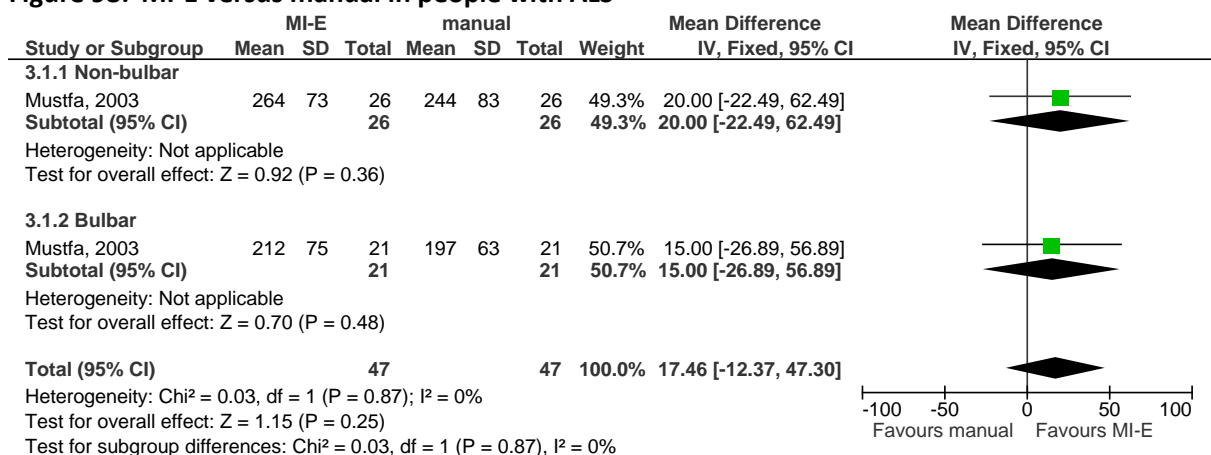 MI-E manual Mean Difference Mean Difference
Study or Subgroup Mean SD Total Mean SD Total Weight IV, Fixed, 95% CI IV, Fixed, 95% CI
3.1.1 Non-bulbar
Mustfa, 2003 264 73 26 244 83 26 49.3% 20.00 [-22.49, 62.49]
Subtotal (95% CI) 26 26 49.3% 20.00 [-22.49, 62.49]
Heterogeneity: Not applicable
Test for overall effect: Z = 0.92 (P = 0.36)
3.1.2 Bulbar
Mustfa, 2003 212 75 21 197 63 21 50.7% 15.00 [-26.89, 56.89]
Subtotal (95% CI) 21 21 50.7% 15.00 [-26.89, 56.89]
Heterogeneity: Not applicable
Test for overall effect: Z = 0.70 (P = 0.48)
Total (95% CI) 47 47 100.0% 17.46 [-12.37, 47.30]
Heterogeneity: Chi² = 0.03, df = 1 (P = 0.87); I² = 0%
Test for overall effect: Z = 1.15 (P = 0.25)
Test for subgroup differences: Chi² = 0.03, df = 1 (P = 0.87), I² = 0%
-100 -50 0 50 100
Favours manual Favours MI-E